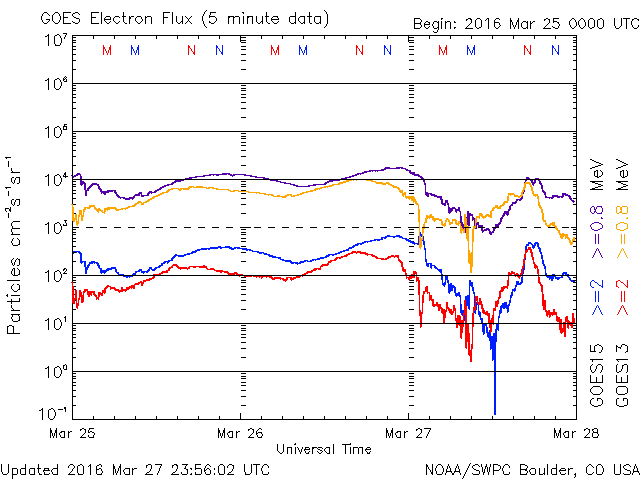 GOES Electron Flux (5 minute data)
Begin: 2016 Mar 25 0000 UTC
M M N N M M N N M M N N
10⁷
10⁶
10⁵
10⁴
10³
10²
10¹
10⁰
10⁻¹
Particles cm⁻²s⁻¹sr⁻¹
Mar 25 Mar 26 Mar 27 Mar 28
Universal Time
GOES15 >=2 >=0.8 MeV
GOES13 >=2 >=0.8 MeV
Updated 2016 Mar 27 23:56:02 UTC
NOAA/SWPC Boulder, CO USA